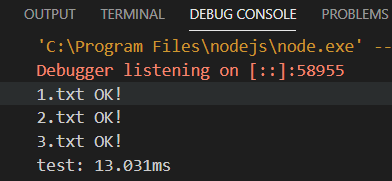 OUTPUT TERMINAL DEBUG CONSOLE PROBLEMS
'C:\Program Files\nodejs\node.exe' --
Debugger listening on [::]:58955
1.txt OK!
2.txt OK!
3.txt OK!
test: 13.031ms